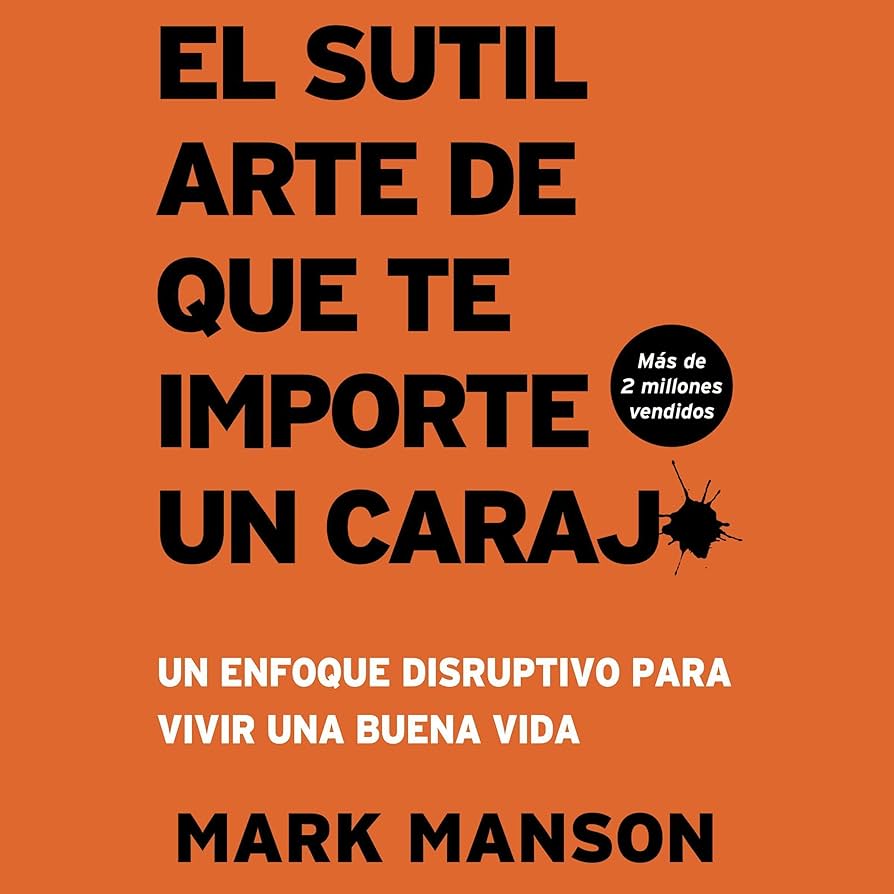 EL SUTIL
ARTE DE
QUE TE
IMPORTE
Más de
2 millones
vendidos
UN CARAJ
UN ENFOQUE DISRUPTIVO PARA
VIVIR UNA BUENA VIDA
MARK MANSON